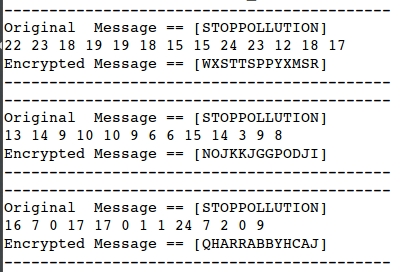 Original  Message == [STOPPOLLUTION]
22 23 18 19 19 18 15 15 24 23 12 18 17
Encrypted Message == [WXSTTSPPYXMSR]
Original  Message == [STOPPOLLUTION]
13 14 9 10 10 9 6 6 15 14 3 9 8
Encrypted Message == [NOJKKJGGPODJI]
Original  Message == [STOPPOLLUTION]
16 7 0 17 17 0 1 1 24 7 2 0 9
Encrypted Message == [QHARRABBYHCAJ]